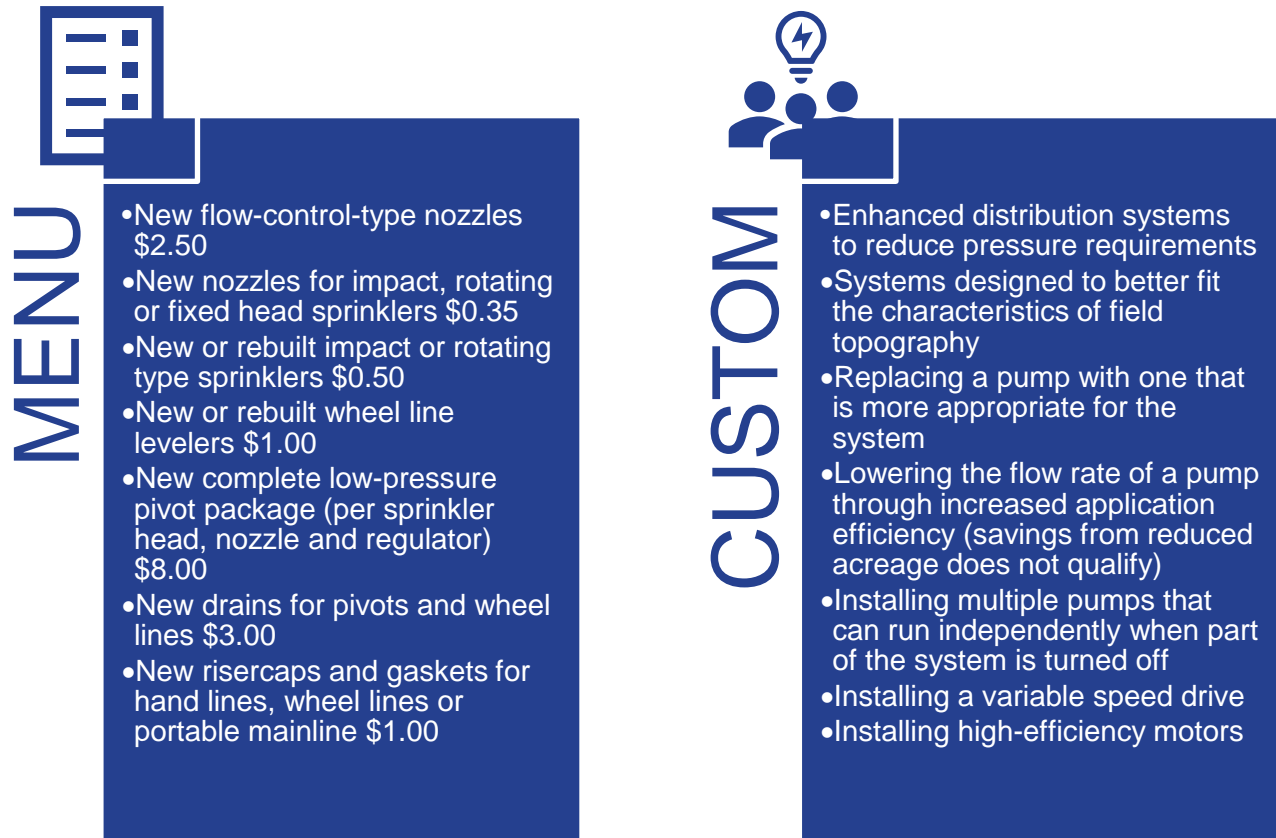 MENU
•New flow-control-type nozzles
$2.50
•New nozzles for impact, rotating
or fixed head sprinklers $0.35
•New or rebuilt impact or rotating
type sprinklers $0.50
•New or rebuilt wheel line
levelers $1.00
•New complete low-pressure
pivot package (per sprinkler
head, nozzle and regulator)
$8.00
•New drains for pivots and wheel
lines $3.00
•New risercaps and gaskets for
hand lines, wheel lines or
portable mainline $1.00
CUSTOM
•Enhanced distribution systems
to reduce pressure requirements
•Systems designed to better fit
the characteristics of field
topography
•Replacing a pump with one that
is more appropriate for the
system
•Lowering the flow rate of a pump
through increased application
efficiency (savings from reduced
acreage does not qualify)
•Installing multiple pumps that
can run independently when part
of the system is turned off
•Installing a variable speed drive
•Installing high-efficiency motors